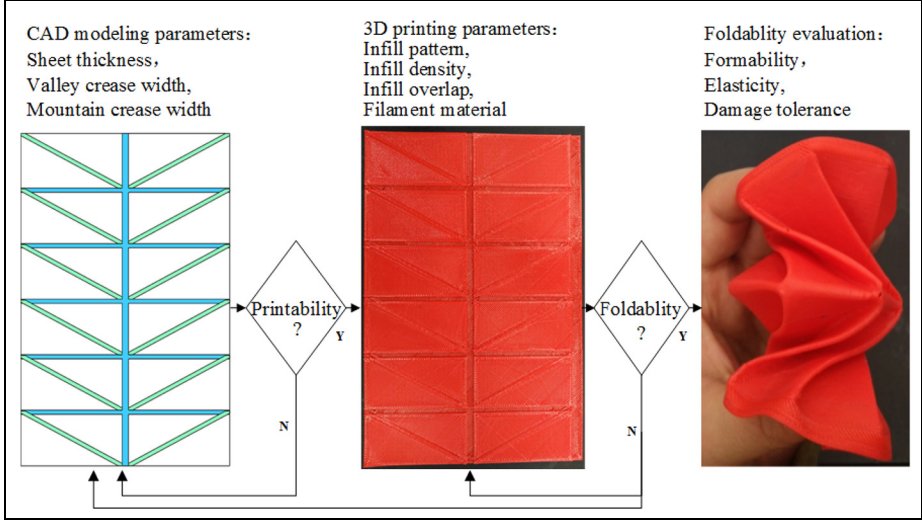 CAD modeling parameters：
Sheet thickness，
Valley crease width,
Mountain crease width
3D printing parameters：
Infill pattern,
Infill density,
Infill overlap,
Filament material
Foldablity evaluation：
Formability，
Elasticity,
Damage tolerance
Printability
?
Y
N
Foldablity
?
Y
N